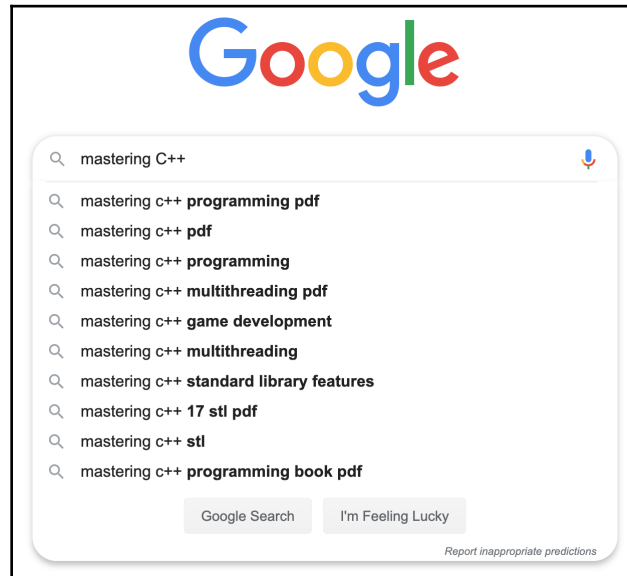 Google
mastering C++
mastering c++ programming pdf
mastering c++ pdf
mastering c++ programming
mastering c++ multithreading pdf
mastering c++ game development
mastering c++ multithreading
mastering c++ standard library features
mastering c++ 17 stl pdf
mastering c++ stl
mastering c++ programming book pdf
Google Search I'm Feeling Lucky
Report inappropriate predictions